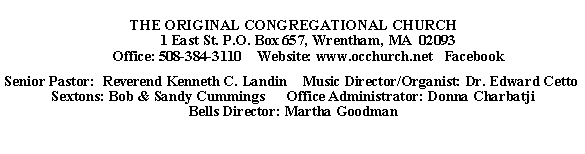 THE ORIGINAL CONGREGATIONAL CHURCH
1 East St. P.O. Box 657, Wrentham, MA 02093
Office: 508-384-3110 Website: www.occhurch.net Facebook
Senior Pastor: Reverend Kenneth C. Landin Music Director/Organist: Dr. Edward Cetto
Sextons: Bob & Sandy Cummings Office Administrator: Donna Charbatji
Bells Director: Martha Goodman